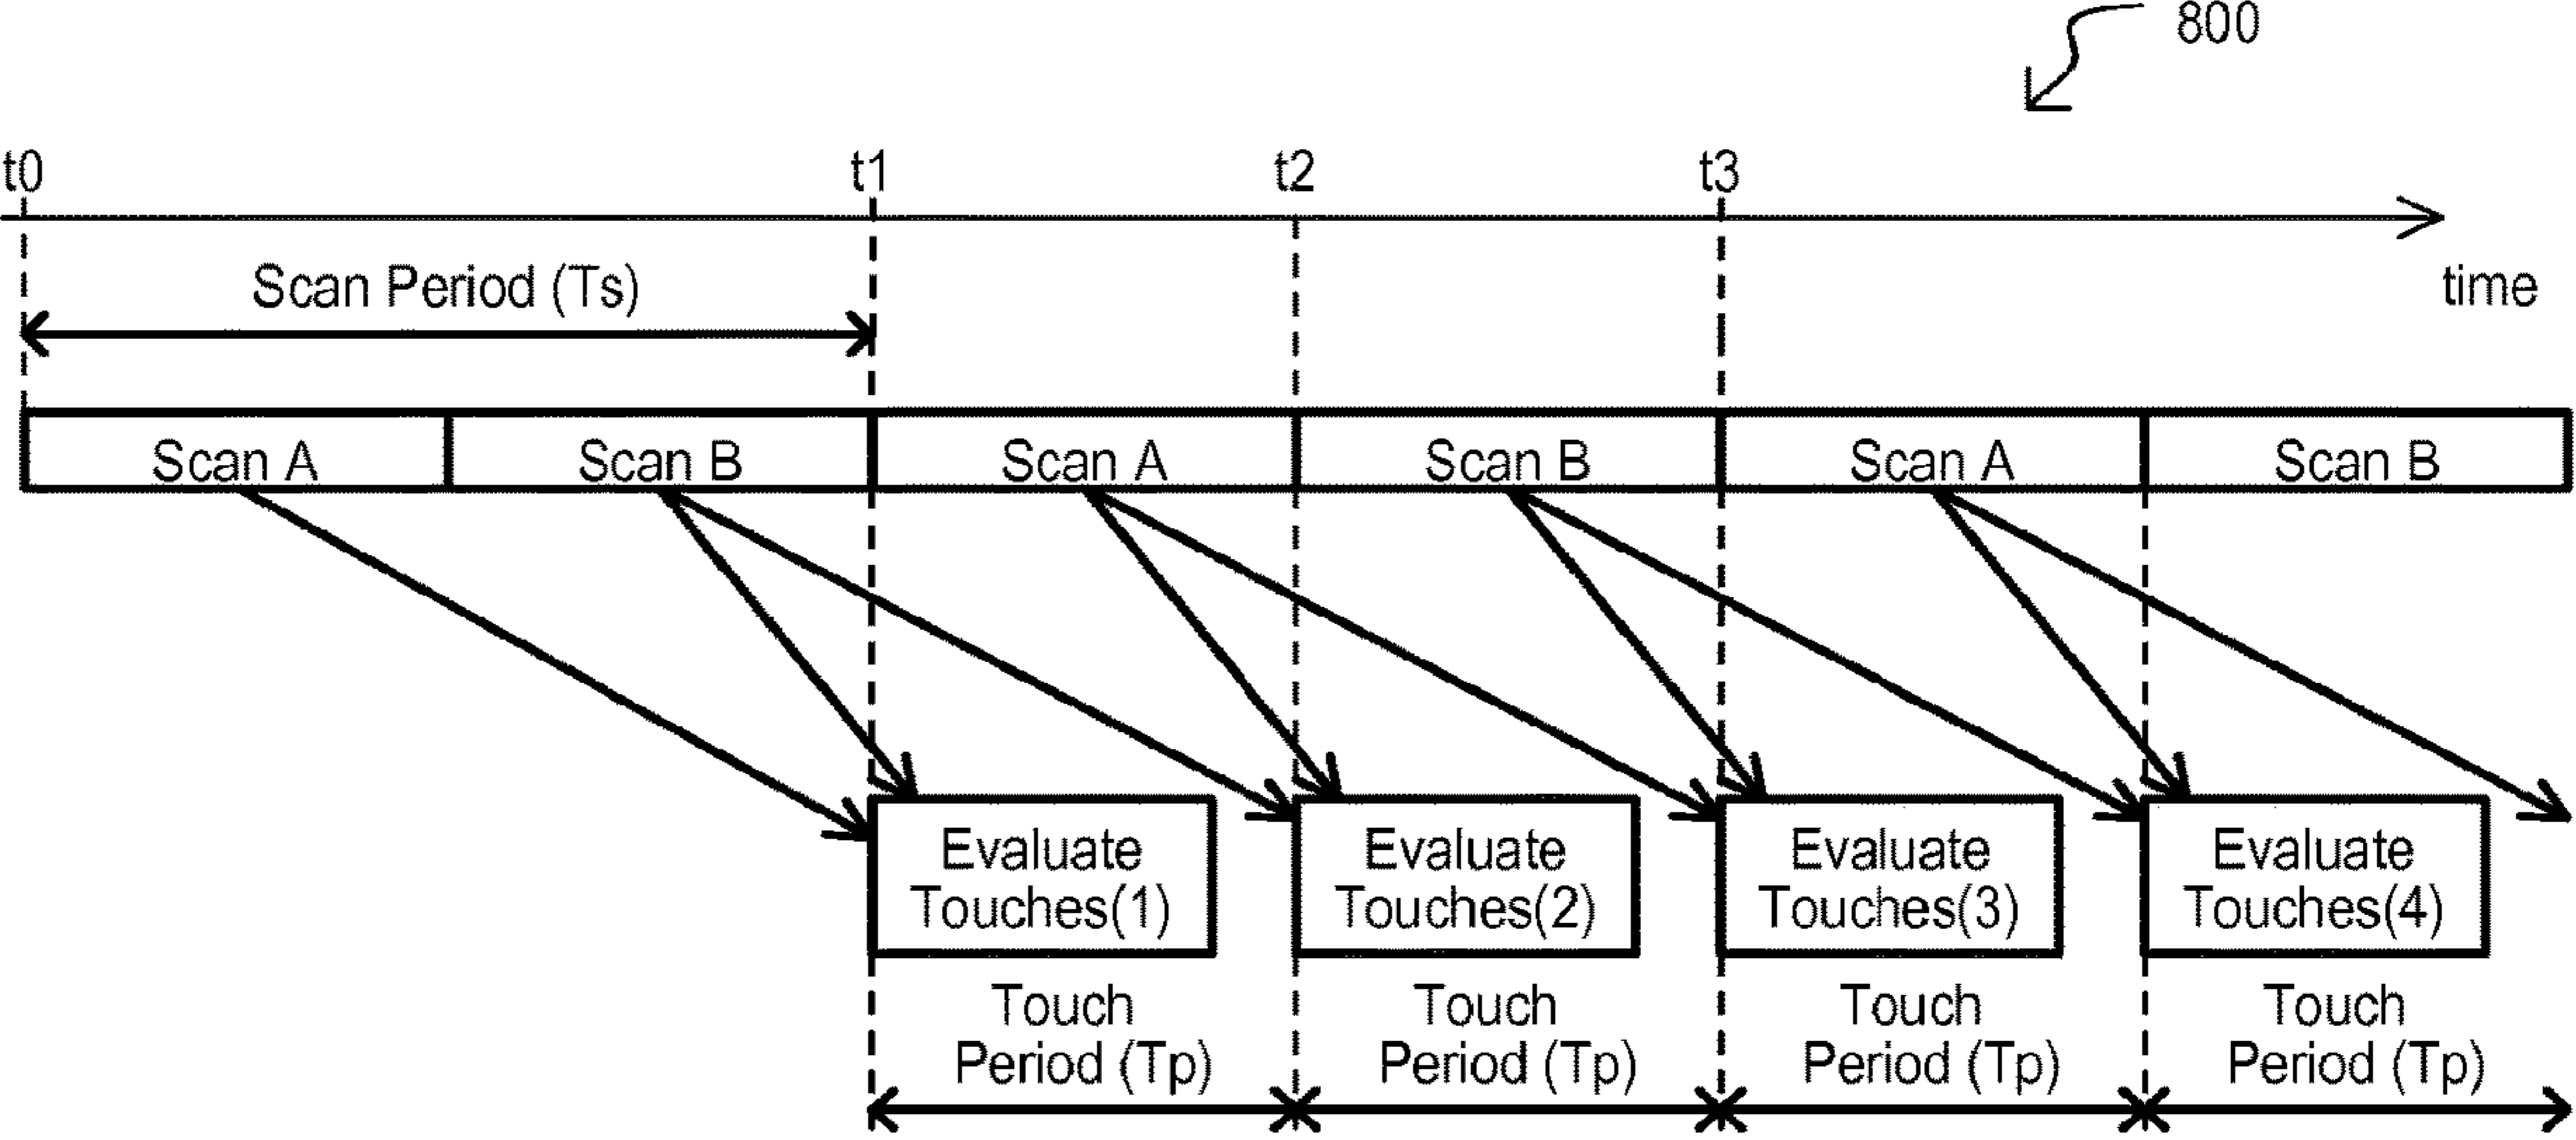 800
t0 t1 t2 t3
Scan Period (Ts)
time
Scan A Scan B Scan A Scan B Scan A Scan B
Evaluate Touches(1)
Evaluate Touches(2)
Evaluate Touches(3)
Evaluate Touches(4)
Touch Period (Tp)
Touch Period (Tp)
Touch Period (Tp)
Touch Period (Tp)